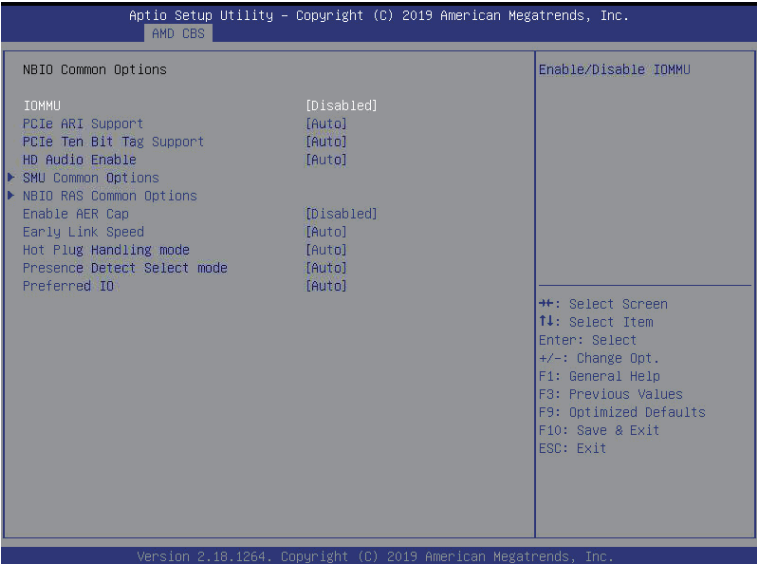 Aptio Setup Utility – Copyright (C) 2019 American Megatrends, Inc.
AMD CBS
NBIO Common Options
IOMMU [Disabled]
PCIe ARI Support [Auto]
PCIe Ten Bit Tag Support [Auto]
HD Audio Enable [Auto]
SMU Common Options
NBIO RAS Common Options
Enable AER Cap [Disabled]
Early Link Speed [Auto]
Hot Plug Handling mode [Auto]
Presence Detect Select mode [Auto]
Preferred IO [Auto]
Enable/Disable IOMMU
→←: Select Screen
↑↓: Select Item
Enter: Select
+/-: Change Opt.
F1: General Help
F3: Previous Values
F9: Optimized Defaults
F10: Save & Exit
ESC: Exit
Version 2.18.1264. Copyright (C) 2019 American Megatrends, Inc.